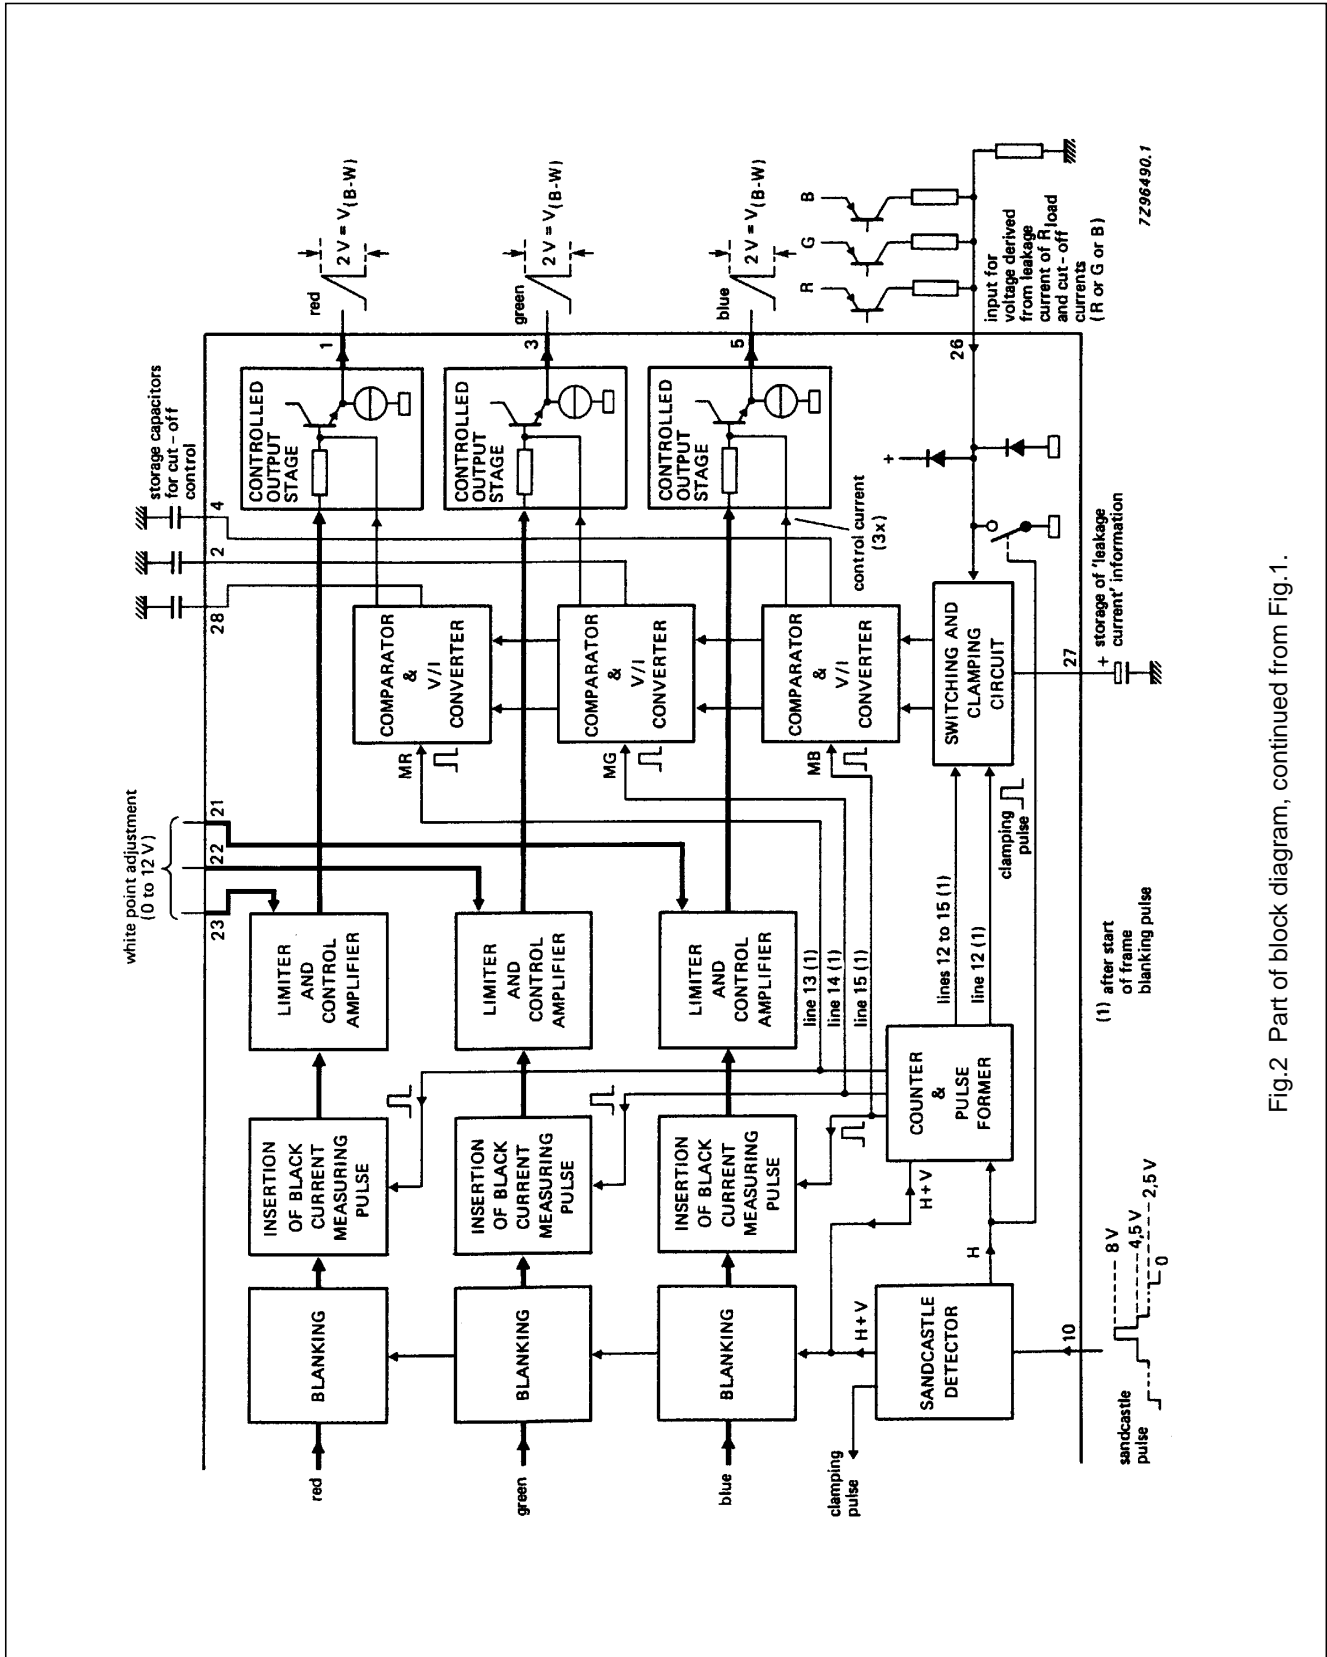 white point adjustment
(0 to 12 V)
23
22
21
28
2
4
storage capacitors
for cut – off
control
red
BLANKING
INSERTION
OF BLACK
CURRENT
MEASURING
PULSE
LIMITER
AND
CONTROL
AMPLIFIER
COMPARATOR
&
V/I
CONVERTER
MR
CONTROLLED
OUTPUT
STAGE
1
red
2 V = V(B-W)
green
BLANKING
INSERTION
OF BLACK
CURRENT
MEASURING
PULSE
LIMITER
AND
CONTROL
AMPLIFIER
COMPARATOR
&
V/I
CONVERTER
MG
CONTROLLED
OUTPUT
STAGE
3
green
2 V = V(B-W)
blue
BLANKING
INSERTION
OF BLACK
CURRENT
MEASURING
PULSE
LIMITER
AND
CONTROL
AMPLIFIER
COMPARATOR
&
V/I
CONVERTER
MB
CONTROLLED
OUTPUT
STAGE
5
blue
2 V = V(B-W)
line 13 (1)
line 14 (1)
line 15 (1)
control current
(3x)
R
G
B
clamping
pulse
H+V
SANDCASTLE
DETECTOR
H
H+V
COUNTER
&
PULSE
FORMER
lines 12 to 15 (1)
line 12 (1)
clamping
pulse
SWITCHING AND
CLAMPING
CIRCUIT
+
26
input for
voltage derived
from leakage
current of Rload
and cut – off
currents
( R or G or B )
10
27
sandcastle
pulse
8 V
4,5 V
2,5 V
0
(1) after start
of frame
blanking pulse
+
storage of 'leakage
current' information
7Z96490.1
Fig.2 Part of block diagram, continued from Fig.1.